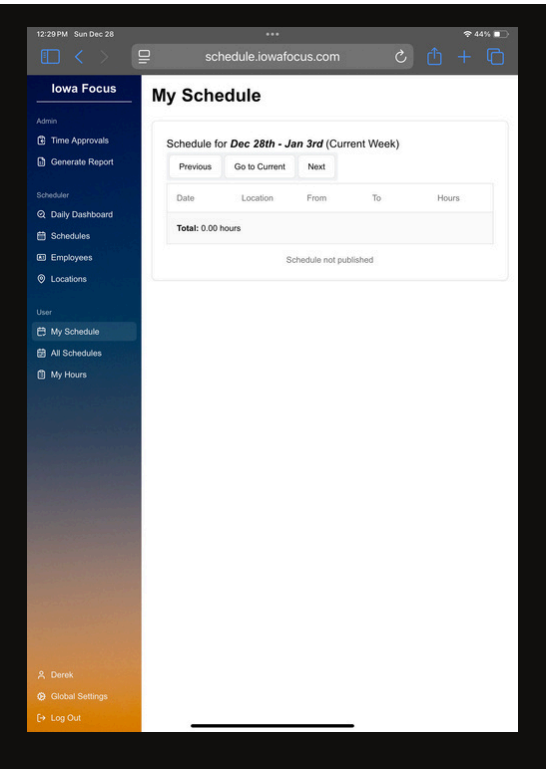 12:29 PM Sun Dec 28
44%
schedule.iowafocus.com
Iowa Focus
Admin
Time Approvals
Generate Report
Scheduler
Daily Dashboard
Schedules
Employees
Locations
User
My Schedule
All Schedules
My Hours
Derek
Global Settings
Log Out
My Schedule
Schedule for Dec 28th - Jan 3rd (Current Week)
Previous Go to Current Next
Date Location From To Hours
Total: 0.00 hours
Schedule not published